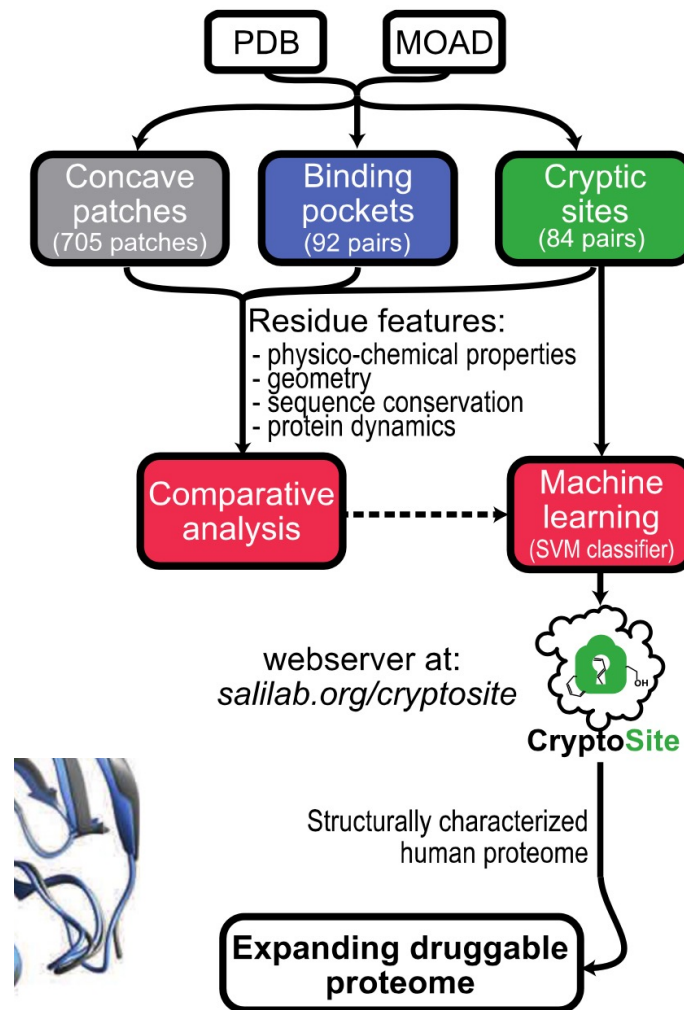 PDB
MOAD
Concave
patches
(705 patches)
Binding
pockets
(92 pairs)
Cryptic
sites
(84 pairs)
Residue features:
- physico-chemical properties
- geometry
- sequence conservation
- protein dynamics
Comparative
analysis
Machine
learning
(SVM classifier)
webserver at:
salilab.org/cryptosite
OH
CryptoSite
Structurally characterized
human proteome
Expanding druggable
proteome